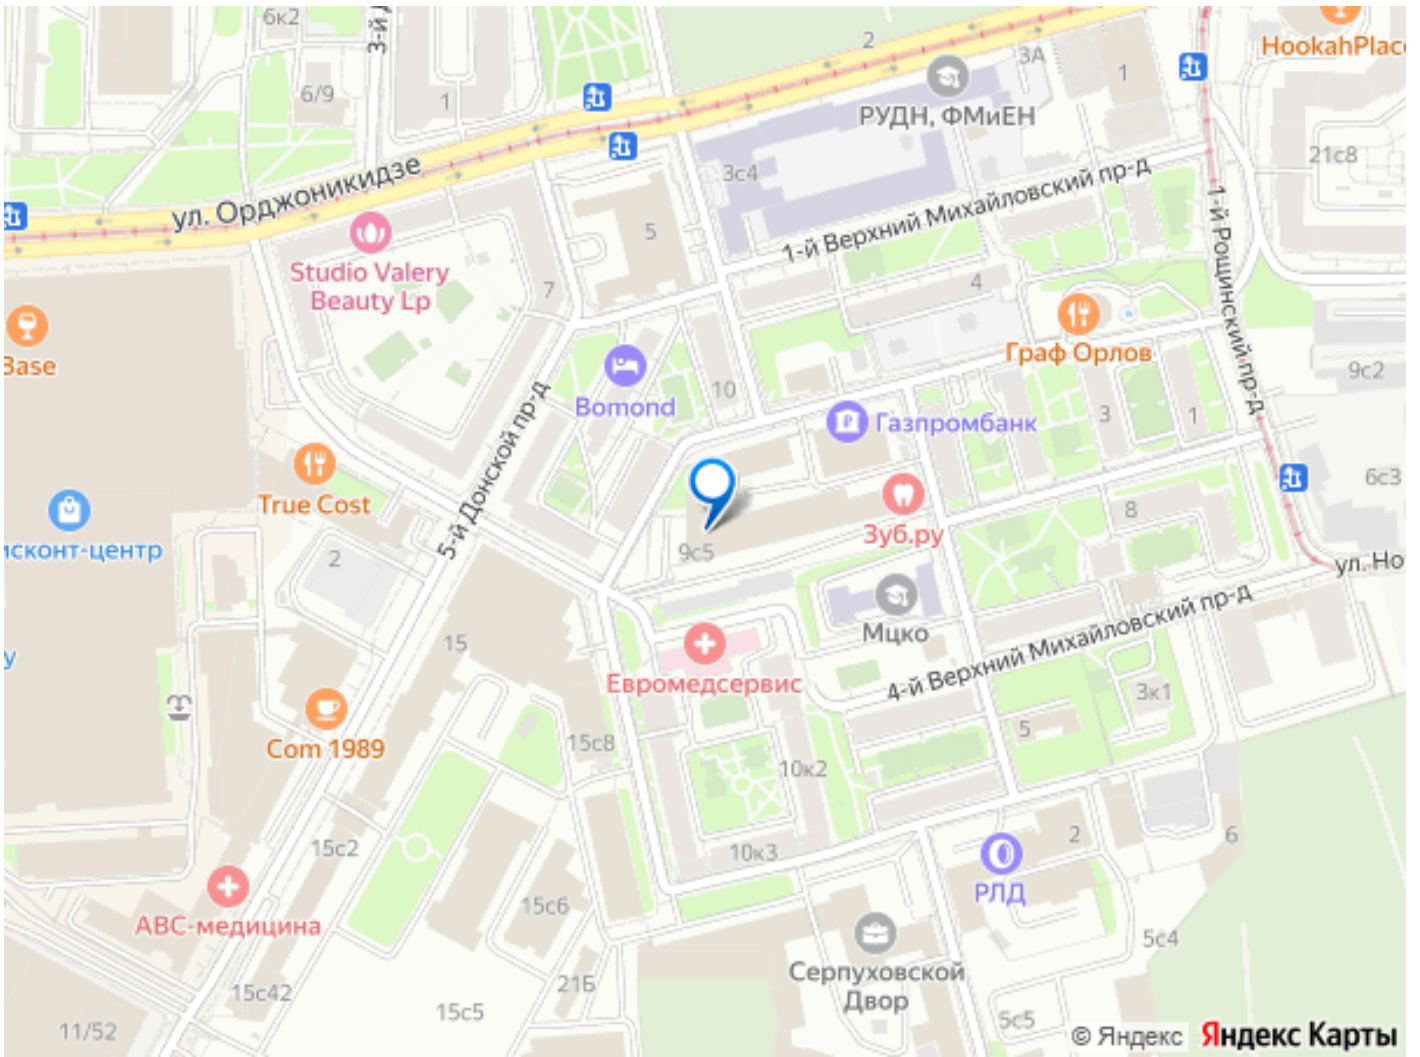 6к2
3-й
2
3А
HookahPlace
6/9
1
1
РУДН, ФМиЕН
21с8
ул. Орджоникидзе
3с4
1-й Верхний Михайловский пр-д
5
Studio Valery
Beauty Lp
7
4
1-й Рощинский пр-д
Base
Граф Орлов
9с2
Bomond
10
Газпромбанк
3
1
True Cost
5-й Донской пр-д
6с3
исконт-центр
2
9с5
Зуб.ру
8
ул. Но
Мцко
4-й Верхний Михайловский пр-д
15
у
Евромедсервис
3к1
Com 1989
15с8
10к2
5
15с2
10к3
2
6
РЛД
АВС-медицина
15с6
5с4
Серпуховской
Двор
15с42
21Б
15с5
5с5
11/52
© Яндекс Яндекс Карты